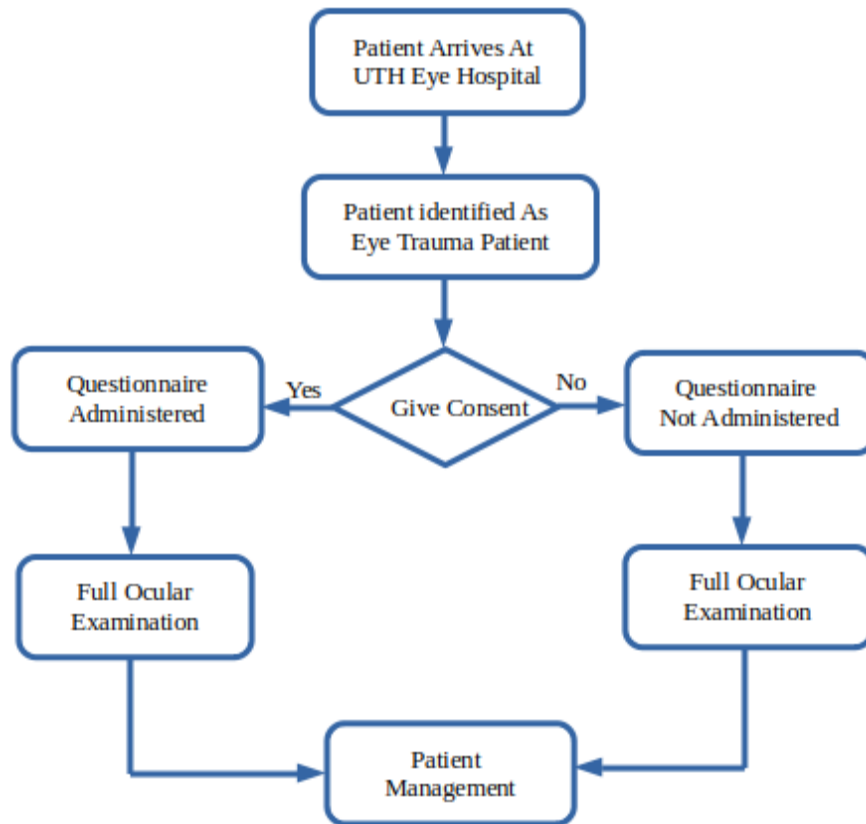 Patient Arrives At
UTH Eye Hospital
Patient identified As
Eye Trauma Patient
Questionnaire
Administered
Yes
Give Consent
No
Questionnaire
Not Administered
Full Ocular
Examination
Full Ocular
Examination
Patient
Management